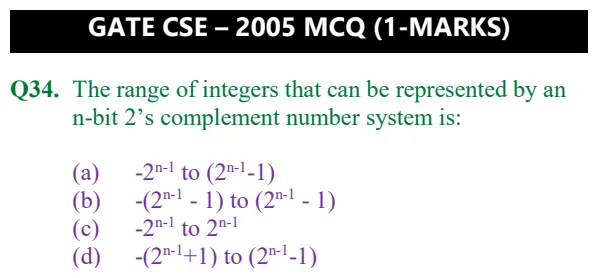 GATE CSE – 2005 MCQ (1-MARKS)
Q34. The range of integers that can be represented by an
n-bit 2’s complement number system is:
(a) -2ⁿ⁻¹ to (2ⁿ⁻¹-1)
(b) -(2ⁿ⁻¹ - 1) to (2ⁿ⁻¹ - 1)
(c) -2ⁿ⁻¹ to 2ⁿ⁻¹
(d) -(2ⁿ⁻¹+1) to (2ⁿ⁻¹-1)